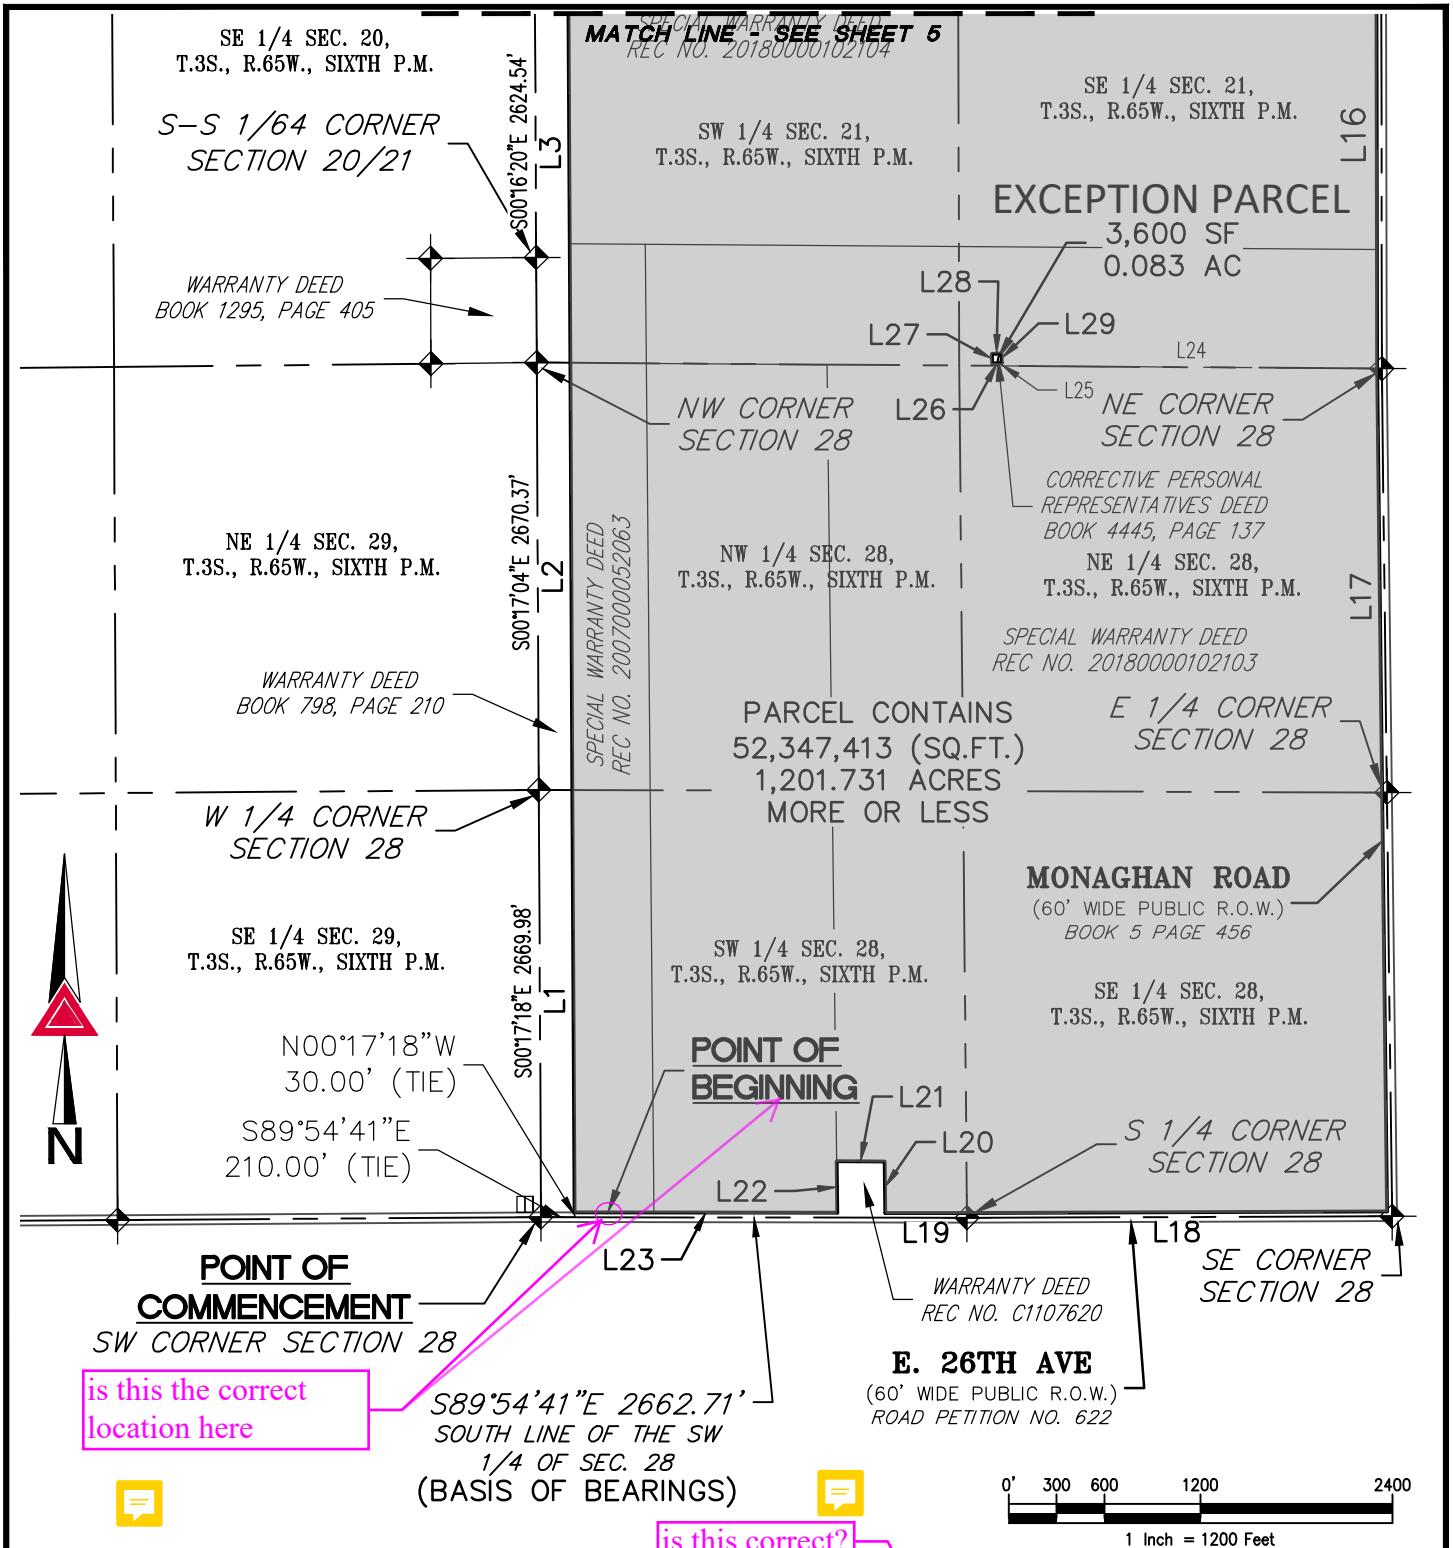 SPECIAL WARRANTY DEED
MATCH LINE - SEE SHEET 5
REC NO. 20180000102104
SE 1/4 SEC. 20,
T.3S., R.65W., SIXTH P.M.
S-S 1/64 CORNER
SECTION 20/21
S00°16'20"E 2624.54'
L3
SW 1/4 SEC. 21,
T.3S., R.65W., SIXTH P.M.
SE 1/4 SEC. 21,
T.3S., R.65W., SIXTH P.M.
L16
EXCEPTION PARCEL
3,600 SF
0.083 AC
WARRANTY DEED
BOOK 1295, PAGE 405
L28
L27
L29
L24
L25
L26
NW CORNER
SECTION 28
NE CORNER
SECTION 28
CORRECTIVE PERSONAL
REPRESENTATIVES DEED
BOOK 4445, PAGE 137
NE 1/4 SEC. 29,
T.3S., R.65W., SIXTH P.M.
S00°17'04"E 2670.37'
L2
SPECIAL WARRANTY DEED
REC NO. 2007000052063
NW 1/4 SEC. 28,
T.3S., R.65W., SIXTH P.M.
NE 1/4 SEC. 28,
T.3S., R.65W., SIXTH P.M.
L17
SPECIAL WARRANTY DEED
REC NO. 20180000102103
WARRANTY DEED
BOOK 798, PAGE 210
PARCEL CONTAINS
52,347,413 (SQ.FT.)
1,201.731 ACRES
MORE OR LESS
E 1/4 CORNER
SECTION 28
W 1/4 CORNER
SECTION 28
MONAGHAN ROAD
(60' WIDE PUBLIC R.O.W.)
BOOK 5 PAGE 456
SE 1/4 SEC. 29,
T.3S., R.65W., SIXTH P.M.
S00°17'18"E 2669.98'
L1
SW 1/4 SEC. 28,
T.3S., R.65W., SIXTH P.M.
SE 1/4 SEC. 28,
T.3S., R.65W., SIXTH P.M.
N
N00°17'18"W
30.00' (TIE)
S89°54'41"E
210.00' (TIE)
POINT OF
BEGINNING
L21
L20
L22
S 1/4 CORNER
SECTION 28
L19
L18
L23
POINT OF
COMMENCEMENT
SW CORNER SECTION 28
SE CORNER
SECTION 28
WARRANTY DEED
REC NO. C1107620
E. 26TH AVE
(60' WIDE PUBLIC R.O.W.)
ROAD PETITION NO. 622
is this the correct
location here
S89°54'41"E 2662.71'
SOUTH LINE OF THE SW
1/4 OF SEC. 28
(BASIS OF BEARINGS)
0' 300 600 1200 2400
1 Inch = 1200 Feet
is this correct?